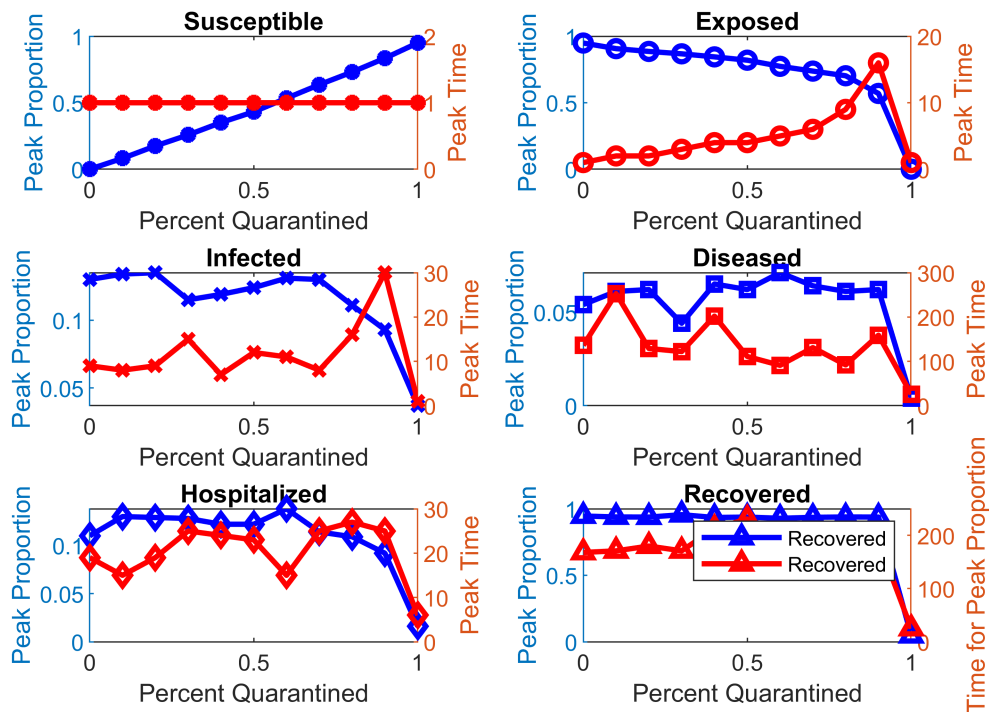 Susceptible
Peak Proportion
1
0.5
0
2
1
0
Peak Time
0 0.5 1
Percent Quarantined
Exposed
Peak Proportion
1
0.5
0
20
10
0
Peak Time
0 0.5 1
Percent Quarantined
Infected
Peak Proportion
0.1
0.05
30
20
10
0
Peak Time
0 0.5 1
Percent Quarantined
Diseased
Peak Proportion
0.05
0
300
200
100
0
Peak Time
0 0.5 1
Percent Quarantined
Hospitalized
Peak Proportion
0.1
0.05
0
30
20
10
0
Peak Time
0 0.5 1
Percent Quarantined
Recovered
Peak Proportion
1
0.5
0
Recovered
Recovered
200
100
0
Time for Peak Proportion
0 0.5 1
Percent Quarantined